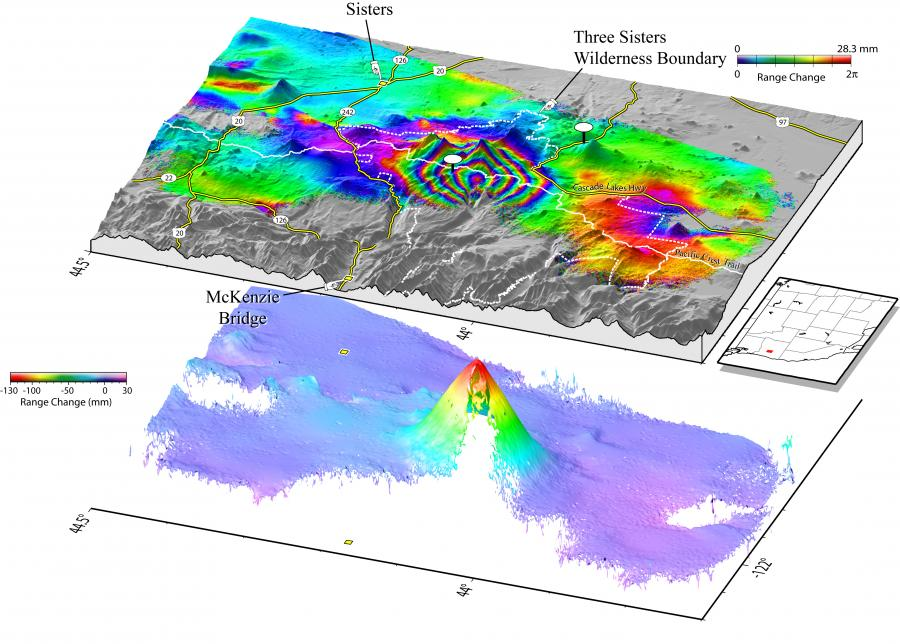 Sisters
Three Sisters
Wilderness Boundary
0
28.3 mm
0
Range Change
2π
126
20
242
20
97
22
126
20
Cascade Lakes Hwy
Pacific Crest Trail
44.5°
McKenzie
Bridge
44°
-130
-100
-50
0
30
Range Change (mm)
44.5°
44°
-122°